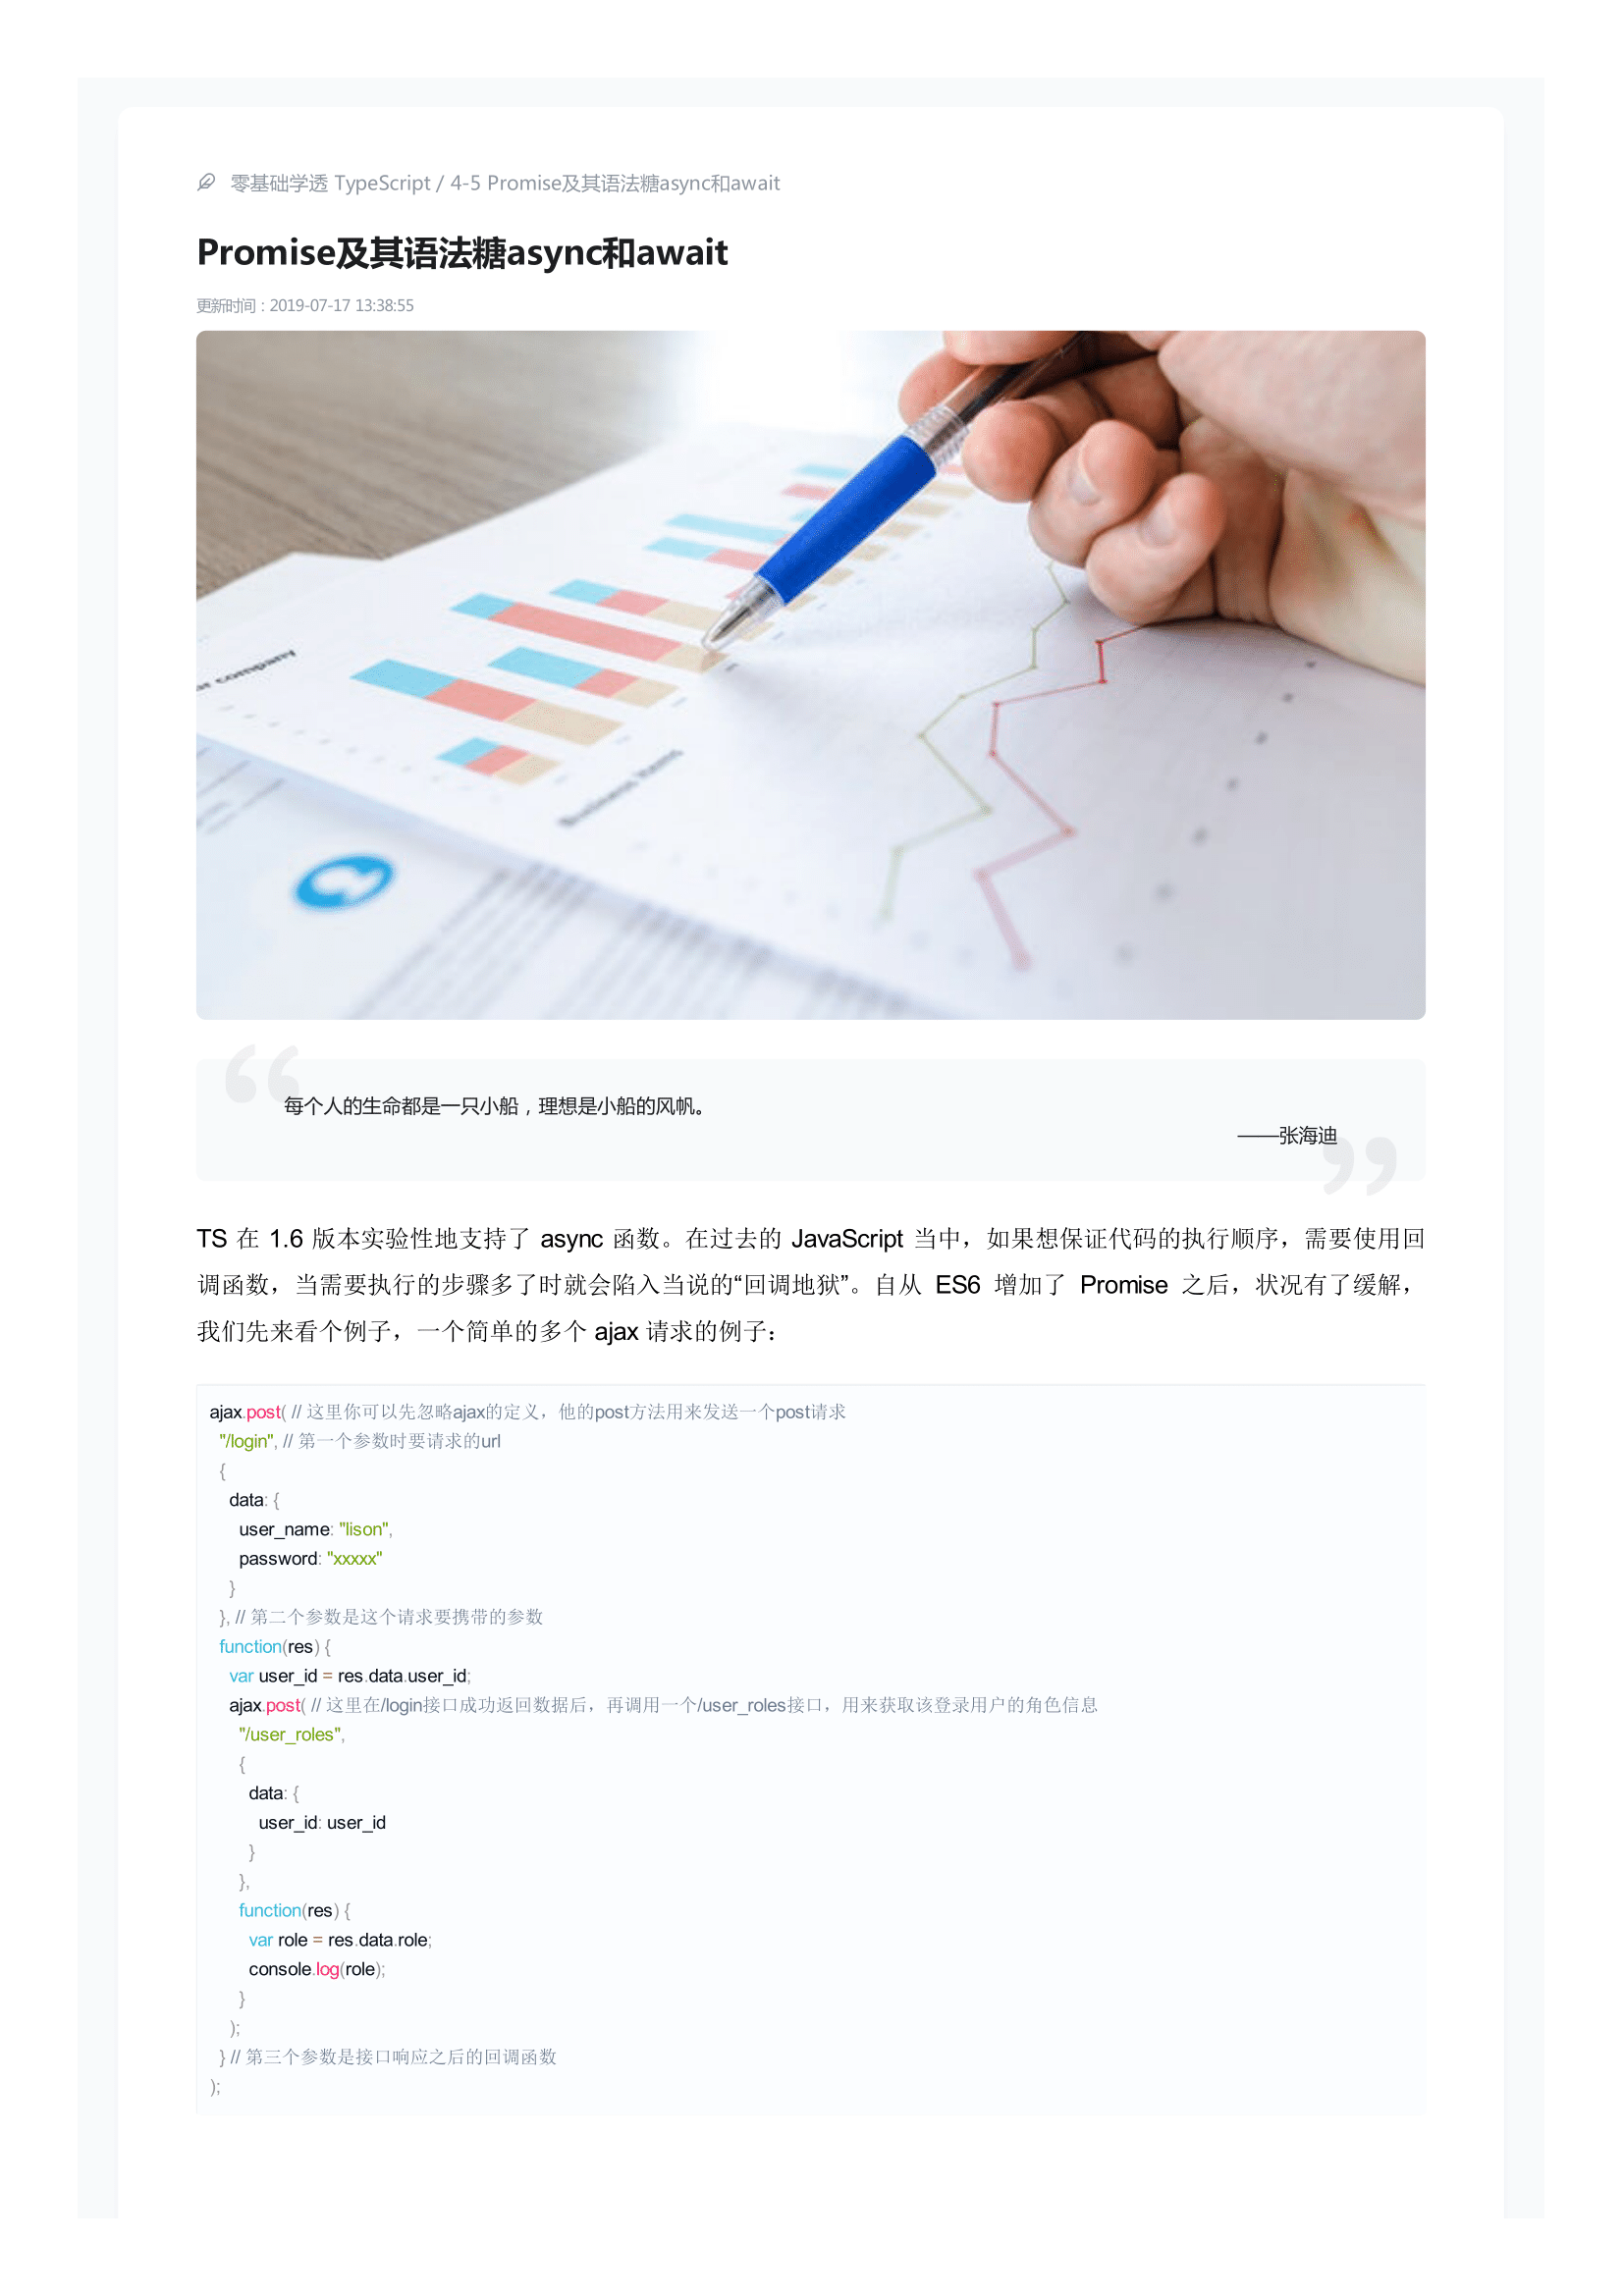 零基础学透 TypeScript / 4-5 Promise及其语法糖async和await
Promise及其语法糖async和await
更新时间：2019-07-17 13:38:55
or company
Business Items
每个人的生命都是一只小船，理想是小船的风帆。
——张海迪
TS 在 1.6 版本实验性地支持了 async 函数。在过去的 JavaScript 当中，如果想保证代码的执行顺序，需要使用回
调函数，当需要执行的步骤多了时就会陷入当说的“回调地狱”。自从 ES6 增加了 Promise 之后，状况有了缓解，
我们先来看个例子，一个简单的多个 ajax 请求的例子：
ajax.post( // 这里你可以先忽略ajax的定义，他的post方法用来发送一个post请求
"/login", // 第一个参数时要请求的url
{
data: {
user_name: "lison",
password: "xxxxx"
}
}, // 第二个参数是这个请求要携带的参数
function(res) {
var user_id = res.data.user_id;
ajax.post( // 这里在/login接口成功返回数据后，再调用一个/user_roles接口，用来获取该登录用户的角色信息
"/user_roles",
{
data: {
user_id: user_id
}
},
function(res) {
var role = res.data.role;
console.log(role);
}
);
} // 第三个参数是接口响应之后的回调函数
);